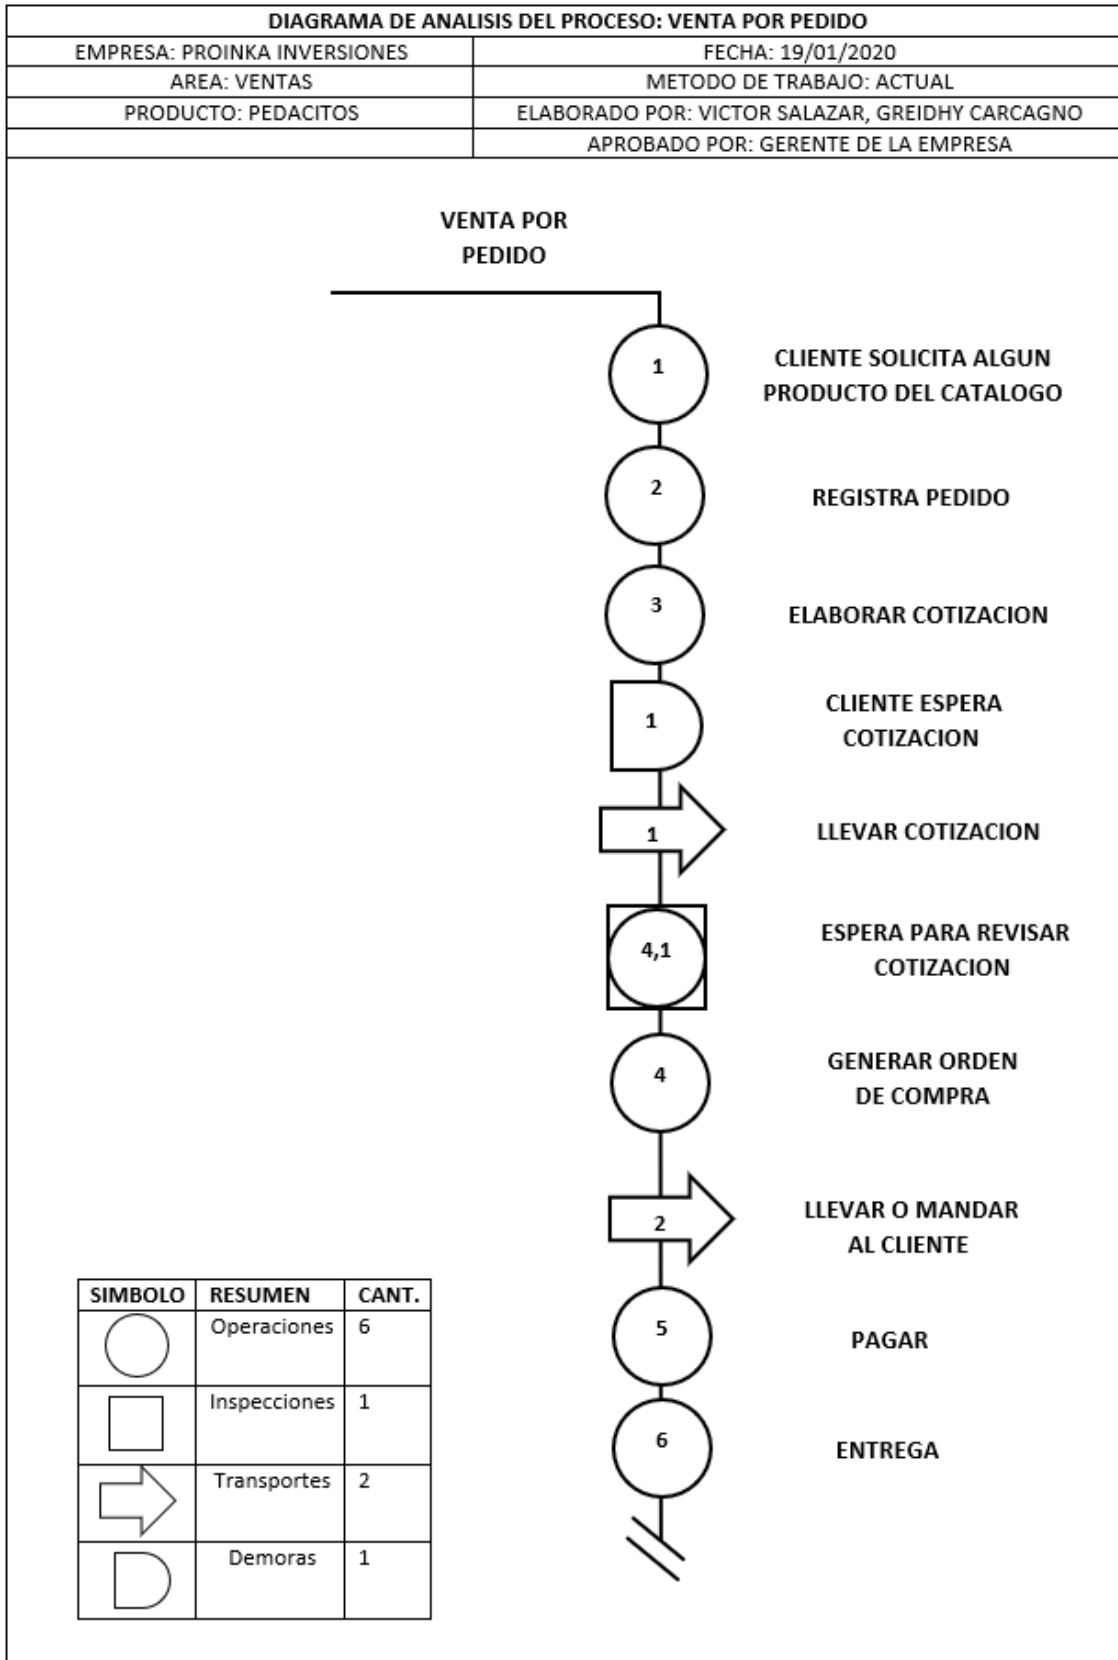 DIAGRAMA DE ANALISIS DEL PROCESO: VENTA POR PEDIDO
EMPRESA: PROINKA INVERSIONES
FECHA: 19/01/2020
AREA: VENTAS
METODO DE TRABAJO: ACTUAL
PRODUCTO: PEDACITOS
ELABORADO POR: VICTOR SALAZAR, GREIDHY CARCAGNO
APROBADO POR: GERENTE DE LA EMPRESA
VENTA POR
PEDIDO
1
CLIENTE SOLICITA ALGUN
PRODUCTO DEL CATALOGO
2
REGISTRA PEDIDO
3
ELABORAR COTIZACION
1
CLIENTE ESPERA
COTIZACION
1
LLEVAR COTIZACION
4,1
ESPERA PARA REVISAR
COTIZACION
4
GENERAR ORDEN
DE COMPRA
2
LLEVAR O MANDAR
AL CLIENTE
5
PAGAR
6
ENTREGA
SIMBOLO RESUMEN CANT.
Operaciones 6
Inspecciones 1
Transportes 2
Demoras 1